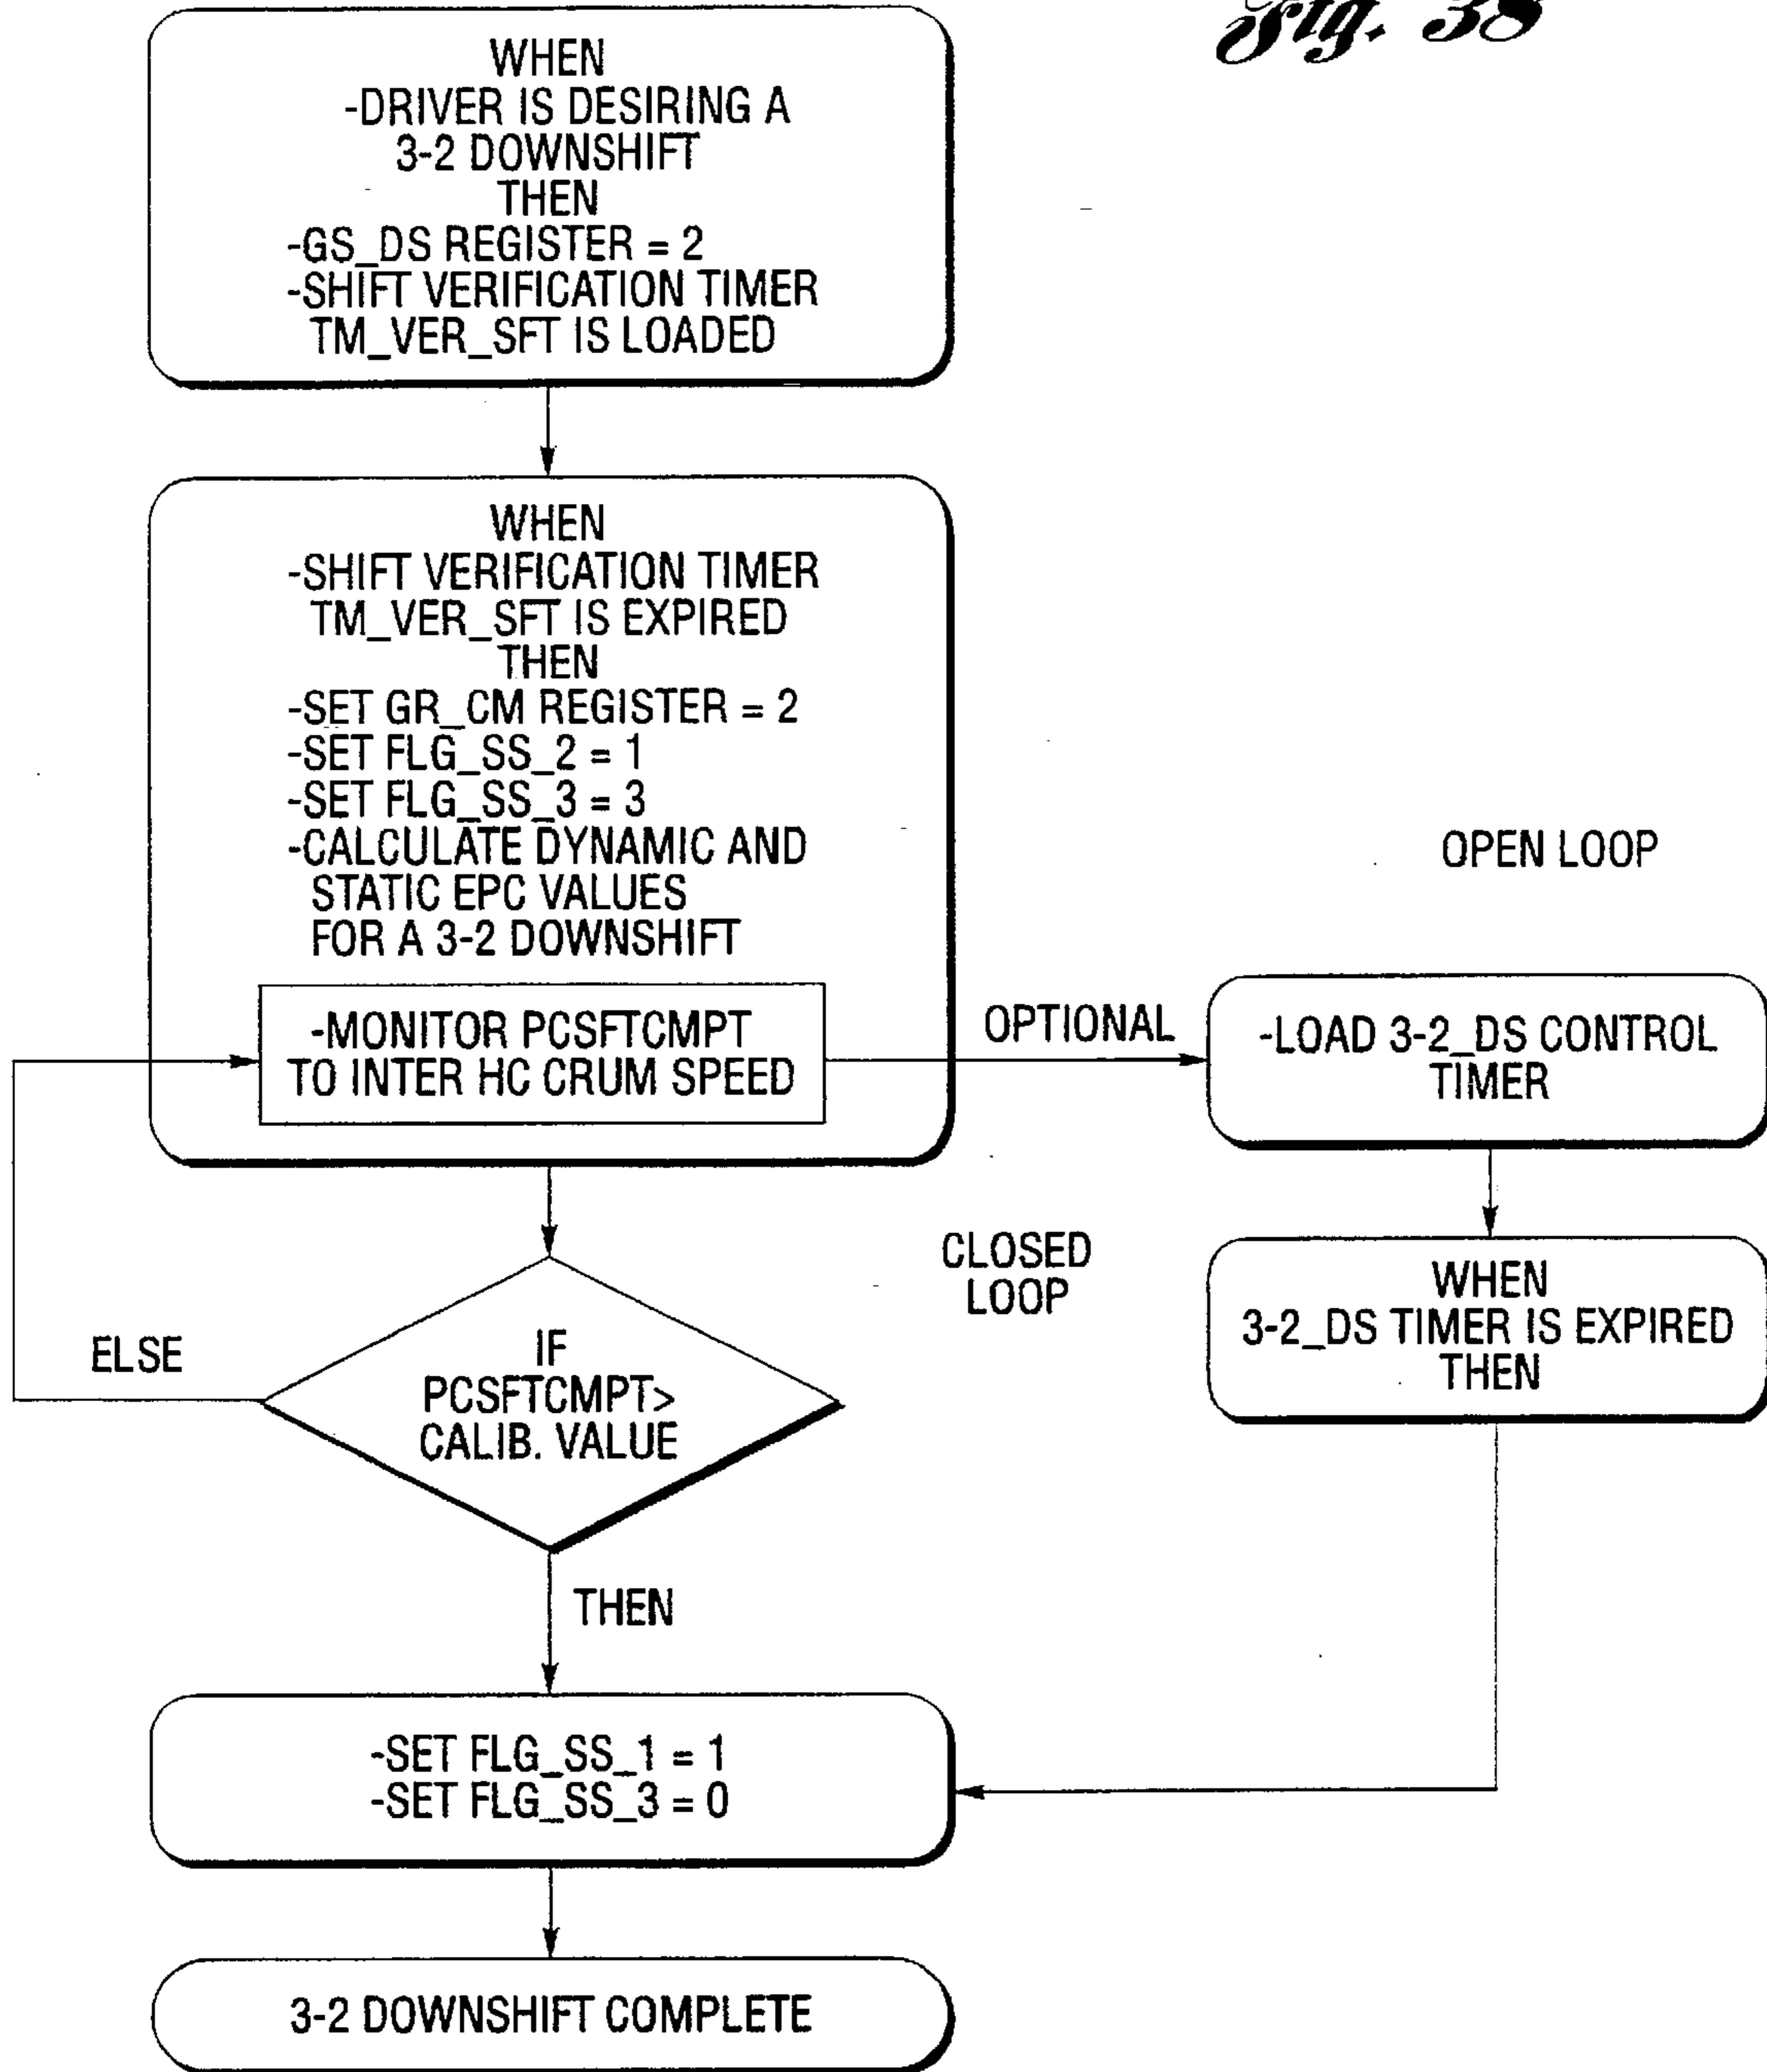 Fig. 38
WHEN
-DRIVER IS DESIRING A
3-2 DOWNSHIFT
THEN
-GS_DS REGISTER = 2
-SHIFT VERIFICATION TIMER
TM_VER_SFT IS LOADED
WHEN
-SHIFT VERIFICATION TIMER
TM_VER_SFT IS EXPIRED
THEN
-SET GR_CM REGISTER = 2
-SET FLG_SS_2 = 1
-SET FLG_SS_3 = 3
-CALCULATE DYNAMIC AND
STATIC EPC VALUES
FOR A 3-2 DOWNSHIFT
-MONITOR PCSFTCMPT
TO INTER HC CRUM SPEED
OPTIONAL
OPEN LOOP
-LOAD 3-2_DS CONTROL
TIMER
WHEN
3-2_DS TIMER IS EXPIRED
THEN
CLOSED
LOOP
ELSE
IF
PCSFTCMPT>
CALIB. VALUE
THEN
-SET FLG_SS_1 = 1
-SET FLG_SS_3 = 0
3-2 DOWNSHIFT COMPLETE